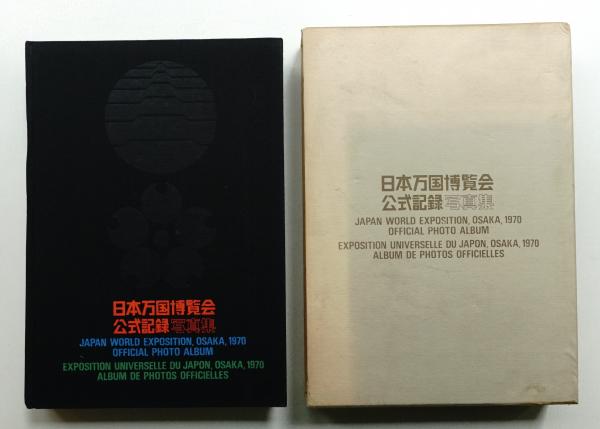 日本万国博覧会
公式記録写真集
JAPAN WORLD EXPOSITION, OSAKA, 1970
OFFICIAL PHOTO ALBUM
EXPOSITION UNIVERSELLE DU JAPON, OSAKA, 1970
ALBUM DE PHOTOS OFFICIELLES
日本万国博覧会
公式記録写真集
JAPAN WORLD EXPOSITION, OSAKA, 1970
OFFICIAL PHOTO ALBUM
EXPOSITION UNIVERSELLE DU JAPON, OSAKA, 1970
ALBUM DE PHOTOS OFFICIELLES